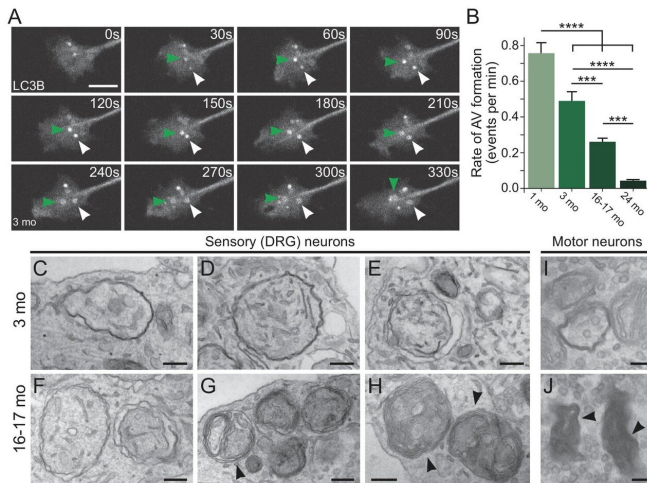 A
0s
30s
60s
90s
LC3B
120s
150s
180s
210s
240s
270s
300s
330s
3 mo
B
Rate of AV formation
(events per min)
0.8
0.6
0.4
0.2
0.0
****
****
***
***
1 mo
3 mo
16-17 mo
24 mo
Sensory (DRG) neurons
Motor neurons
3 mo
C
D
E
I
16-17 mo
F
G
H
J